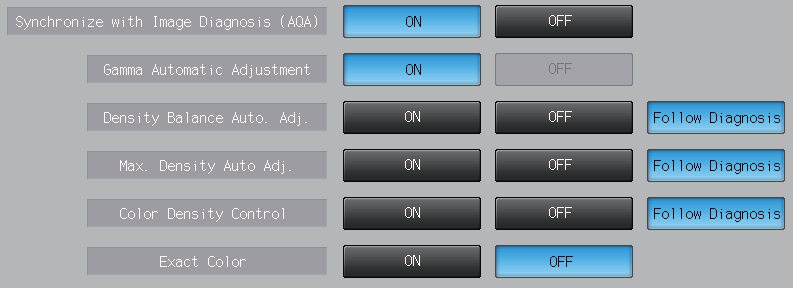 Synchronize with Image Diagnosis (AQA) ON OFF
Gamma Automatic Adjustment ON OFF
Density Balance Auto. Adj. ON OFF Follow Diagnosis
Max. Density Auto Adj. ON OFF Follow Diagnosis
Color Density Control ON OFF Follow Diagnosis
Exact Color ON OFF